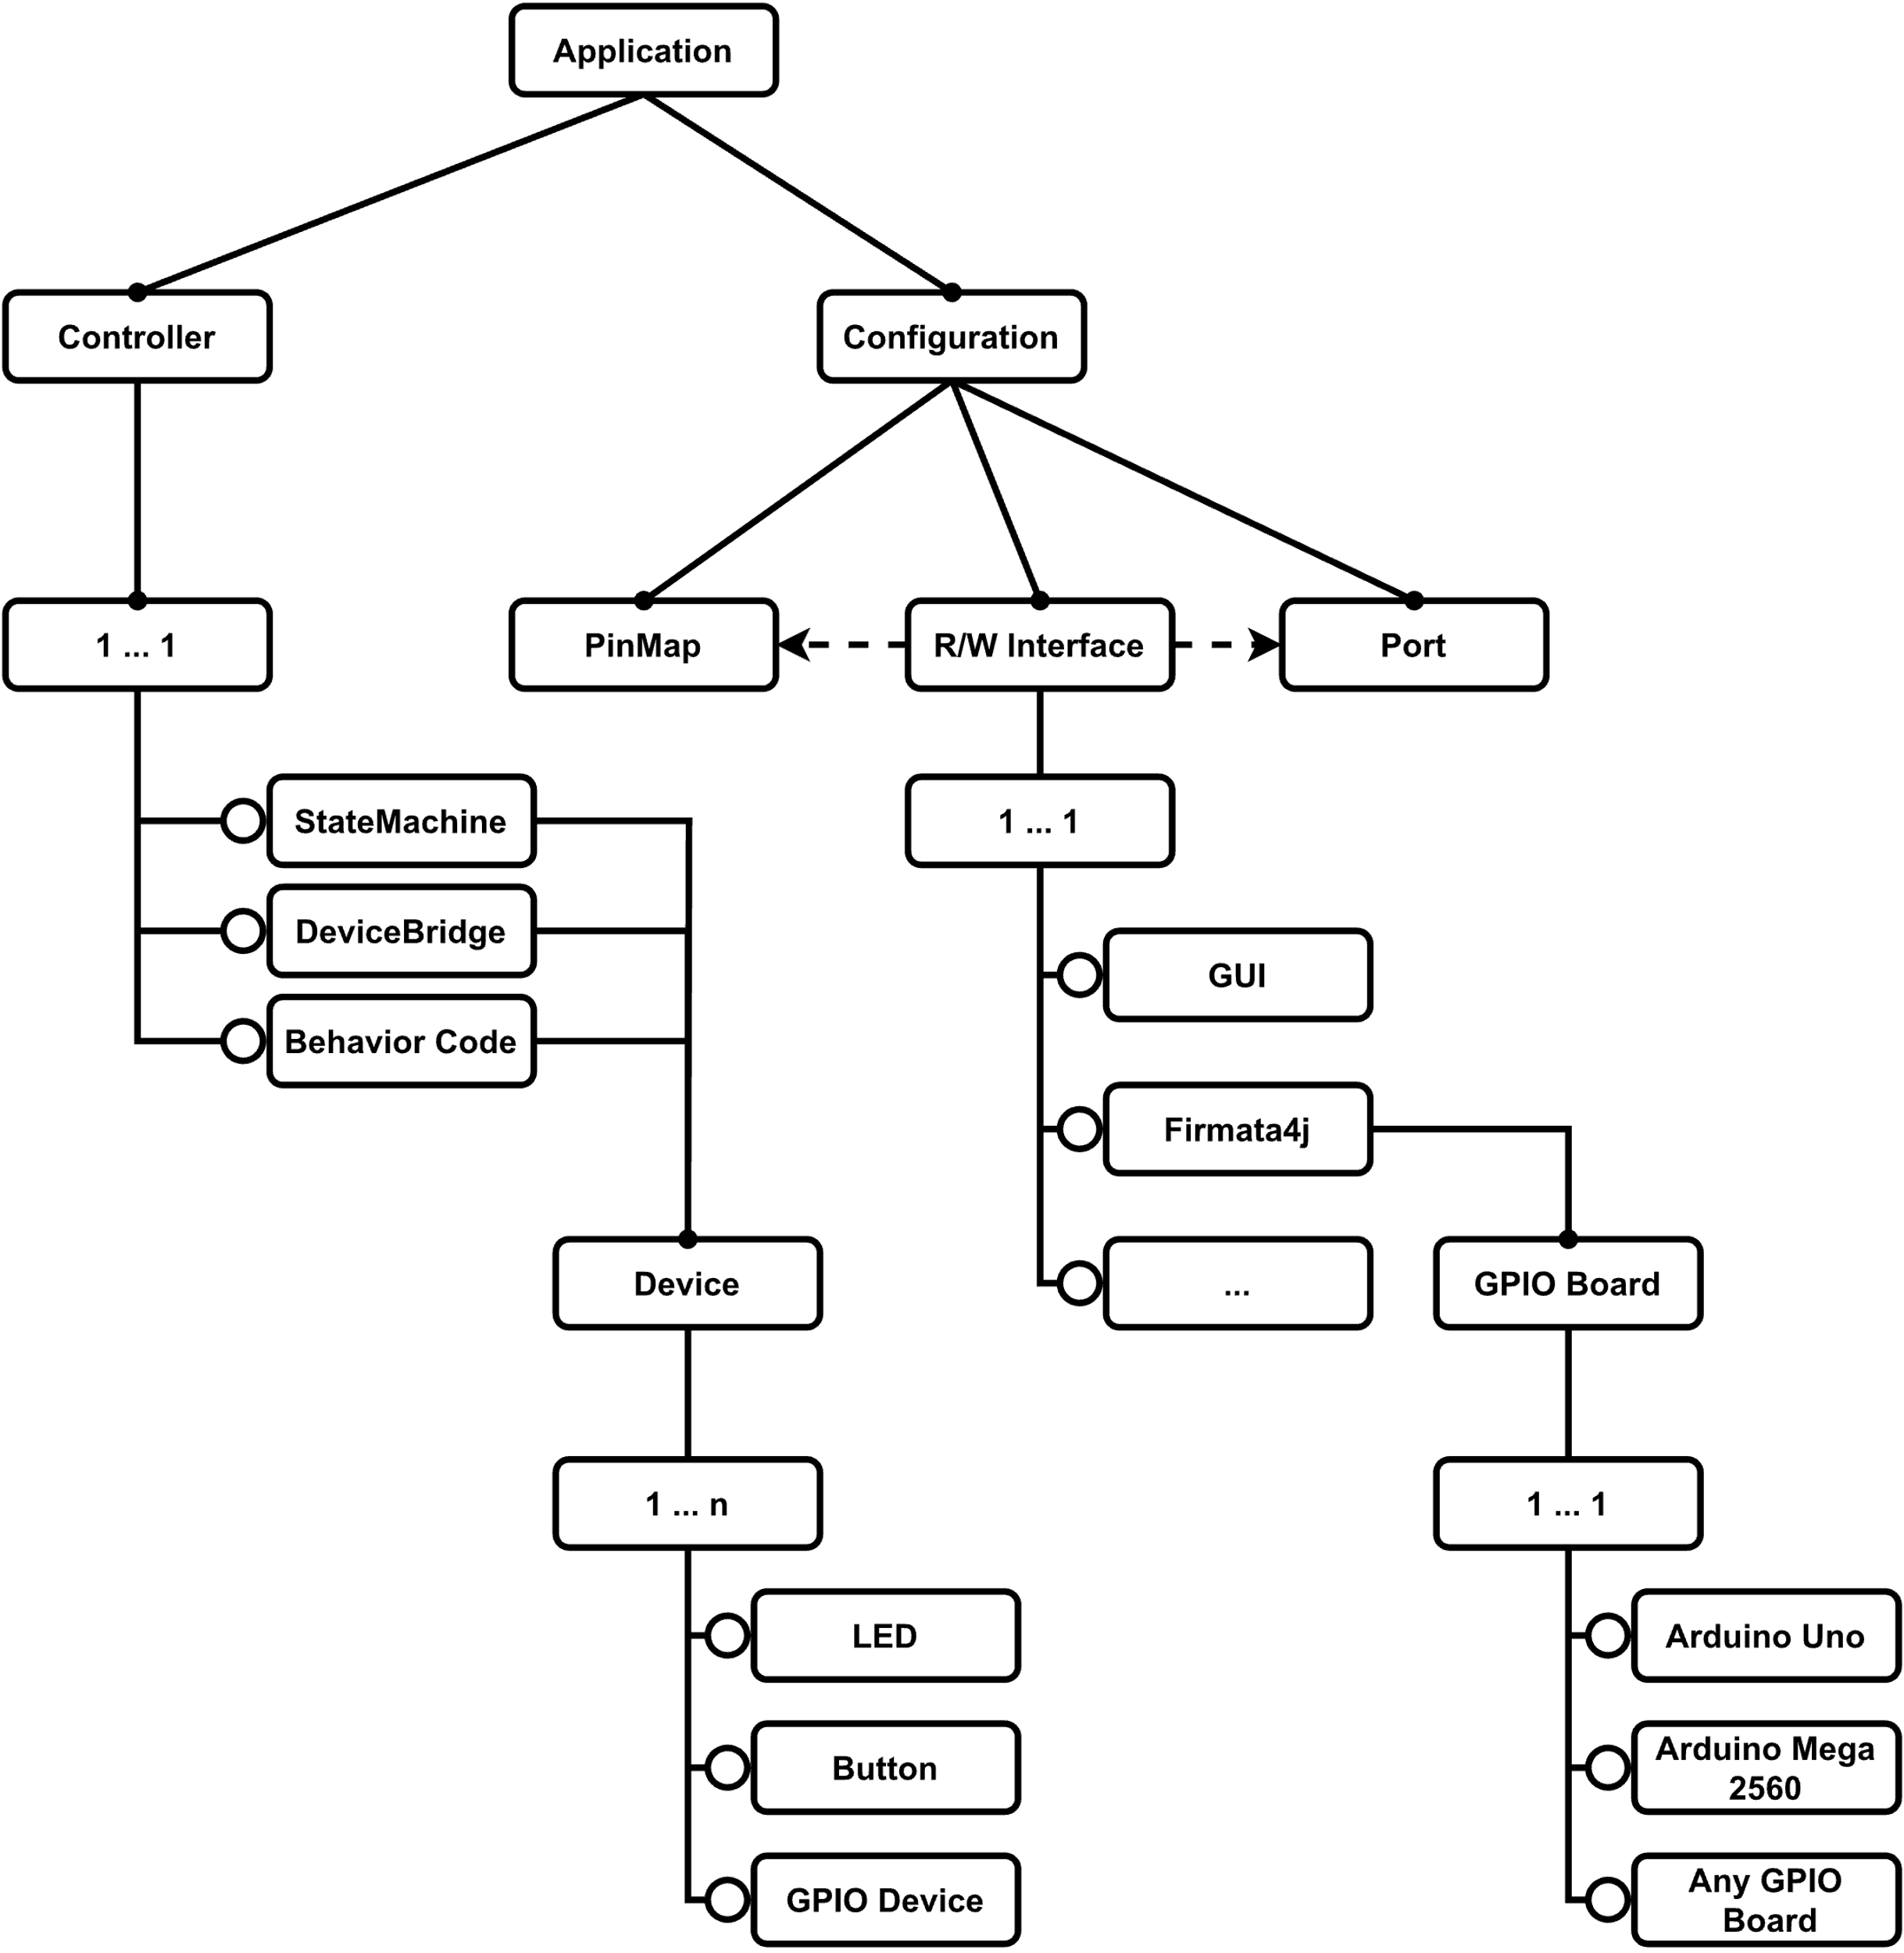 Application
Controller
Configuration
1 ... 1
PinMap
R/W Interface
Port
StateMachine
1 ... 1
DeviceBridge
GUI
Behavior Code
Firmata4j
Device
...
GPIO Board
1 ... n
1 ... 1
LED
Arduino Uno
Button
Arduino Mega
2560
GPIO Device
Any GPIO
Board